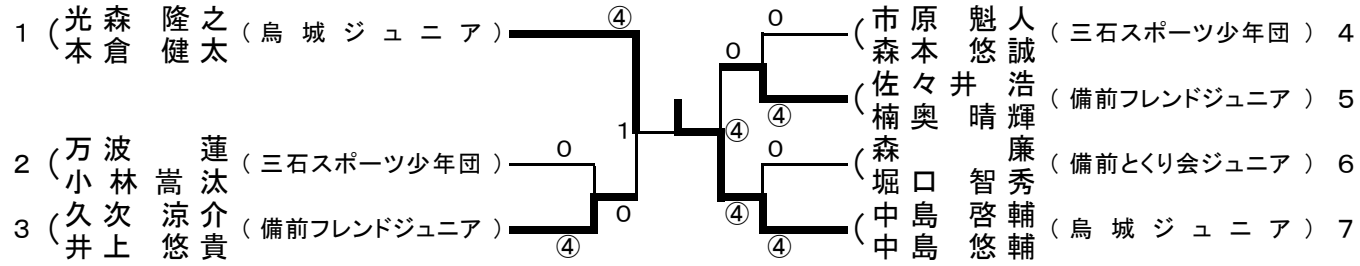 1 ( 光森 隆之 ( 烏城ジュニア )
本倉 健太
④
2 ( 万波 蓮 ( 三石スポーツ少年団 )
小林 嵩汰
0
3 ( 久次 涼介 ( 備前フレンドジュニア )
井上 悠貴
④
0
1
④
0
④
0
( 市原 魁人 ( 三石スポーツ少年団 ) 4
森本 悠誠
④
( 佐々井 浩 ( 備前フレンドジュニア ) 5
楠奥 晴輝
0
( 森 廉 ( 備前とくり会ジュニア ) 6
堀口 智秀
④
( 中島 啓輔 ( 烏城ジュニア ) 7
中島 悠輔